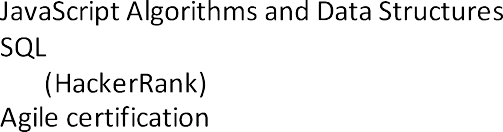 JavaScript Algorithms and Data Structures
SQL
(HackerRank)
Agile certification